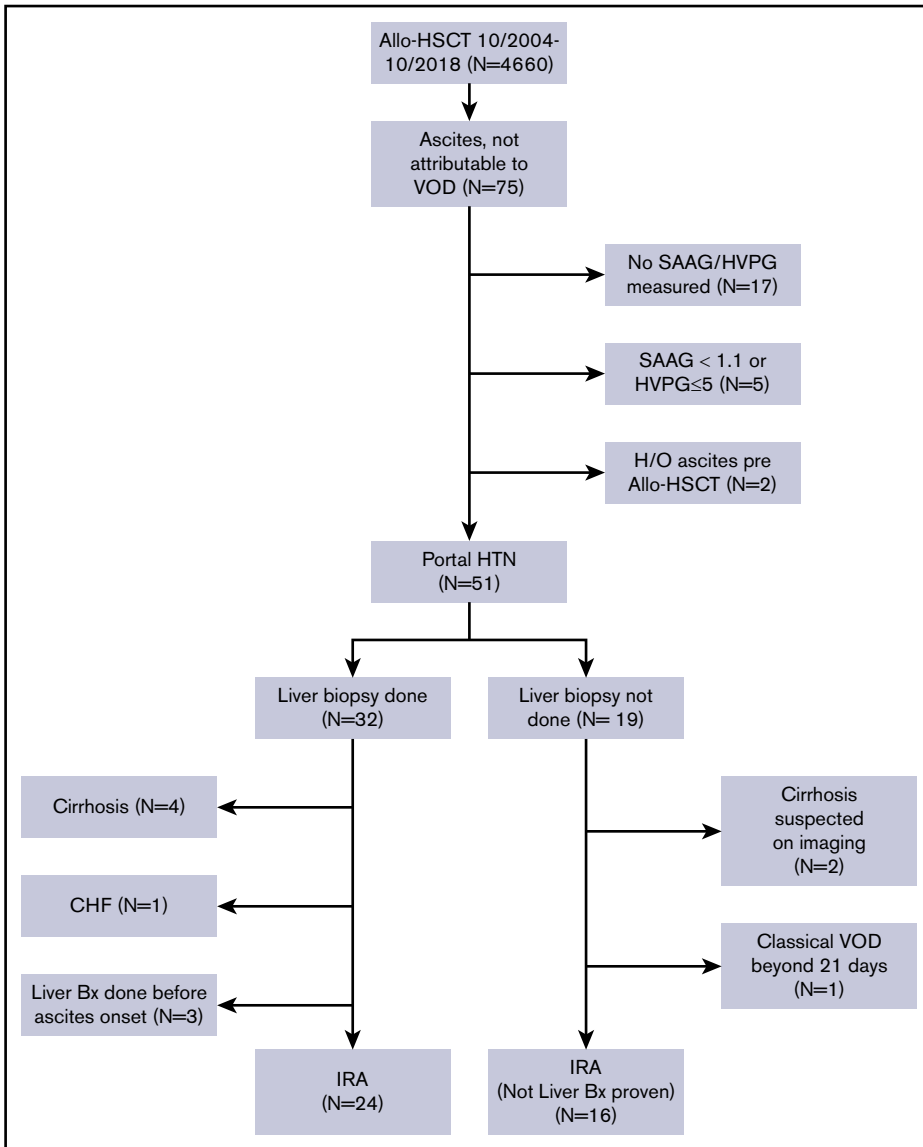 Allo-HSCT 10/2004-
10/2018 (N=4660)
Ascites, not
attributable to
VOD (N=75)
No SAAG/HVPG
measured (N=17)
SAAG < 1.1 or
HVPG≤5 (N=5)
H/O ascites pre
Allo-HSCT (N=2)
Portal HTN
(N=51)
Liver biopsy done
(N=32)
Liver biopsy not
done (N= 19)
Cirrhosis (N=4)
Cirrhosis
suspected
on imaging
(N=2)
CHF (N=1)
Classical VOD
beyond 21 days
(N=1)
Liver Bx done before
ascites onset (N=3)
IRA
(N=24)
IRA
(Not Liver Bx proven)
(N=16)